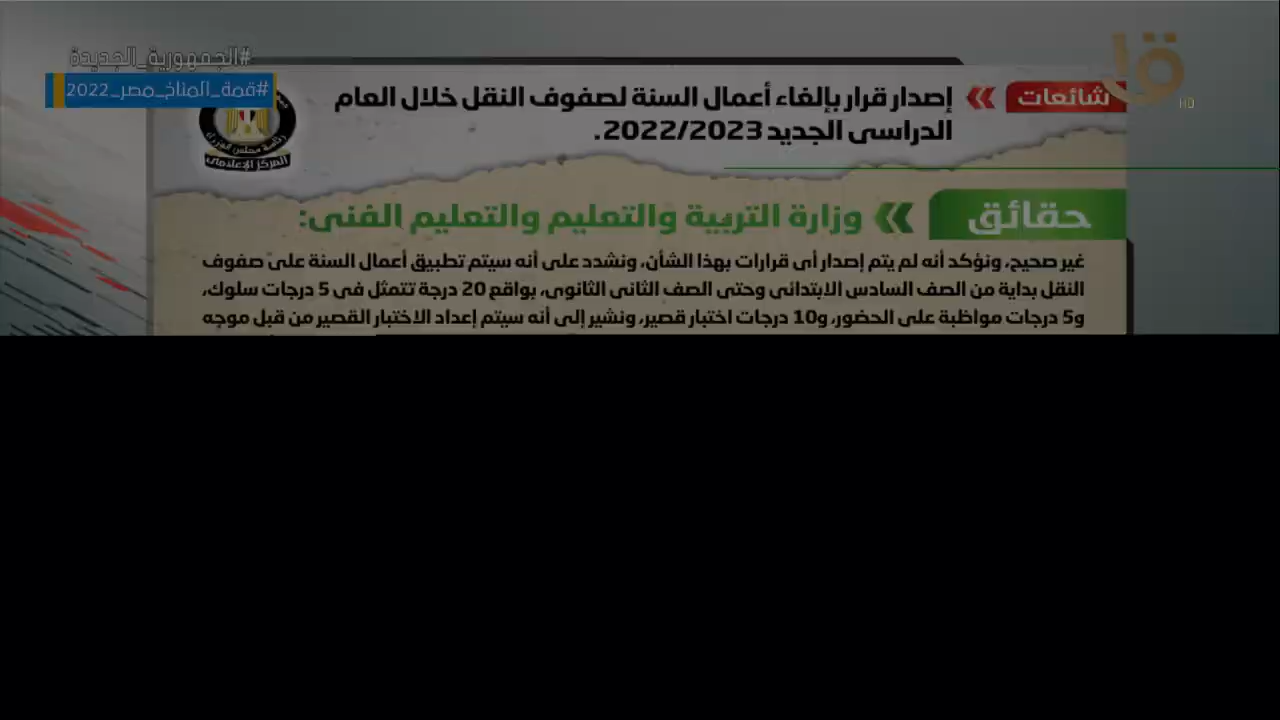 #الجمهورية_الجديدة
#قمة_المناخ_مصر_2022
HD
شائعات
إصدار قرار بإلغاء أعمال السنة لصفوف النقل خلال العام
الدراسى الجديد 2022/2023.
رئاسة مجلس الوزراء
المركز الإعلامى
حقائق
وزارة التربية والتعليم والتعليم الفنى:
غير صحيح، ونؤكد أنه لم يتم إصدار أى قرارات بهذا الشأن، ونشدد على أنه سيتم تطبيق أعمال السنة على صفوف
النقل بداية من الصف السادس الابتدائى وحتى الصف الثانى الثانوى، بواقع 20 درجة تتمثل فى 5 درجات سلوك،
و5 درجات مواظبة على الحضور، و10 درجات اختبار قصير، ونشير إلى أنه سيتم إعداد الاختبار القصير من قبل موجه